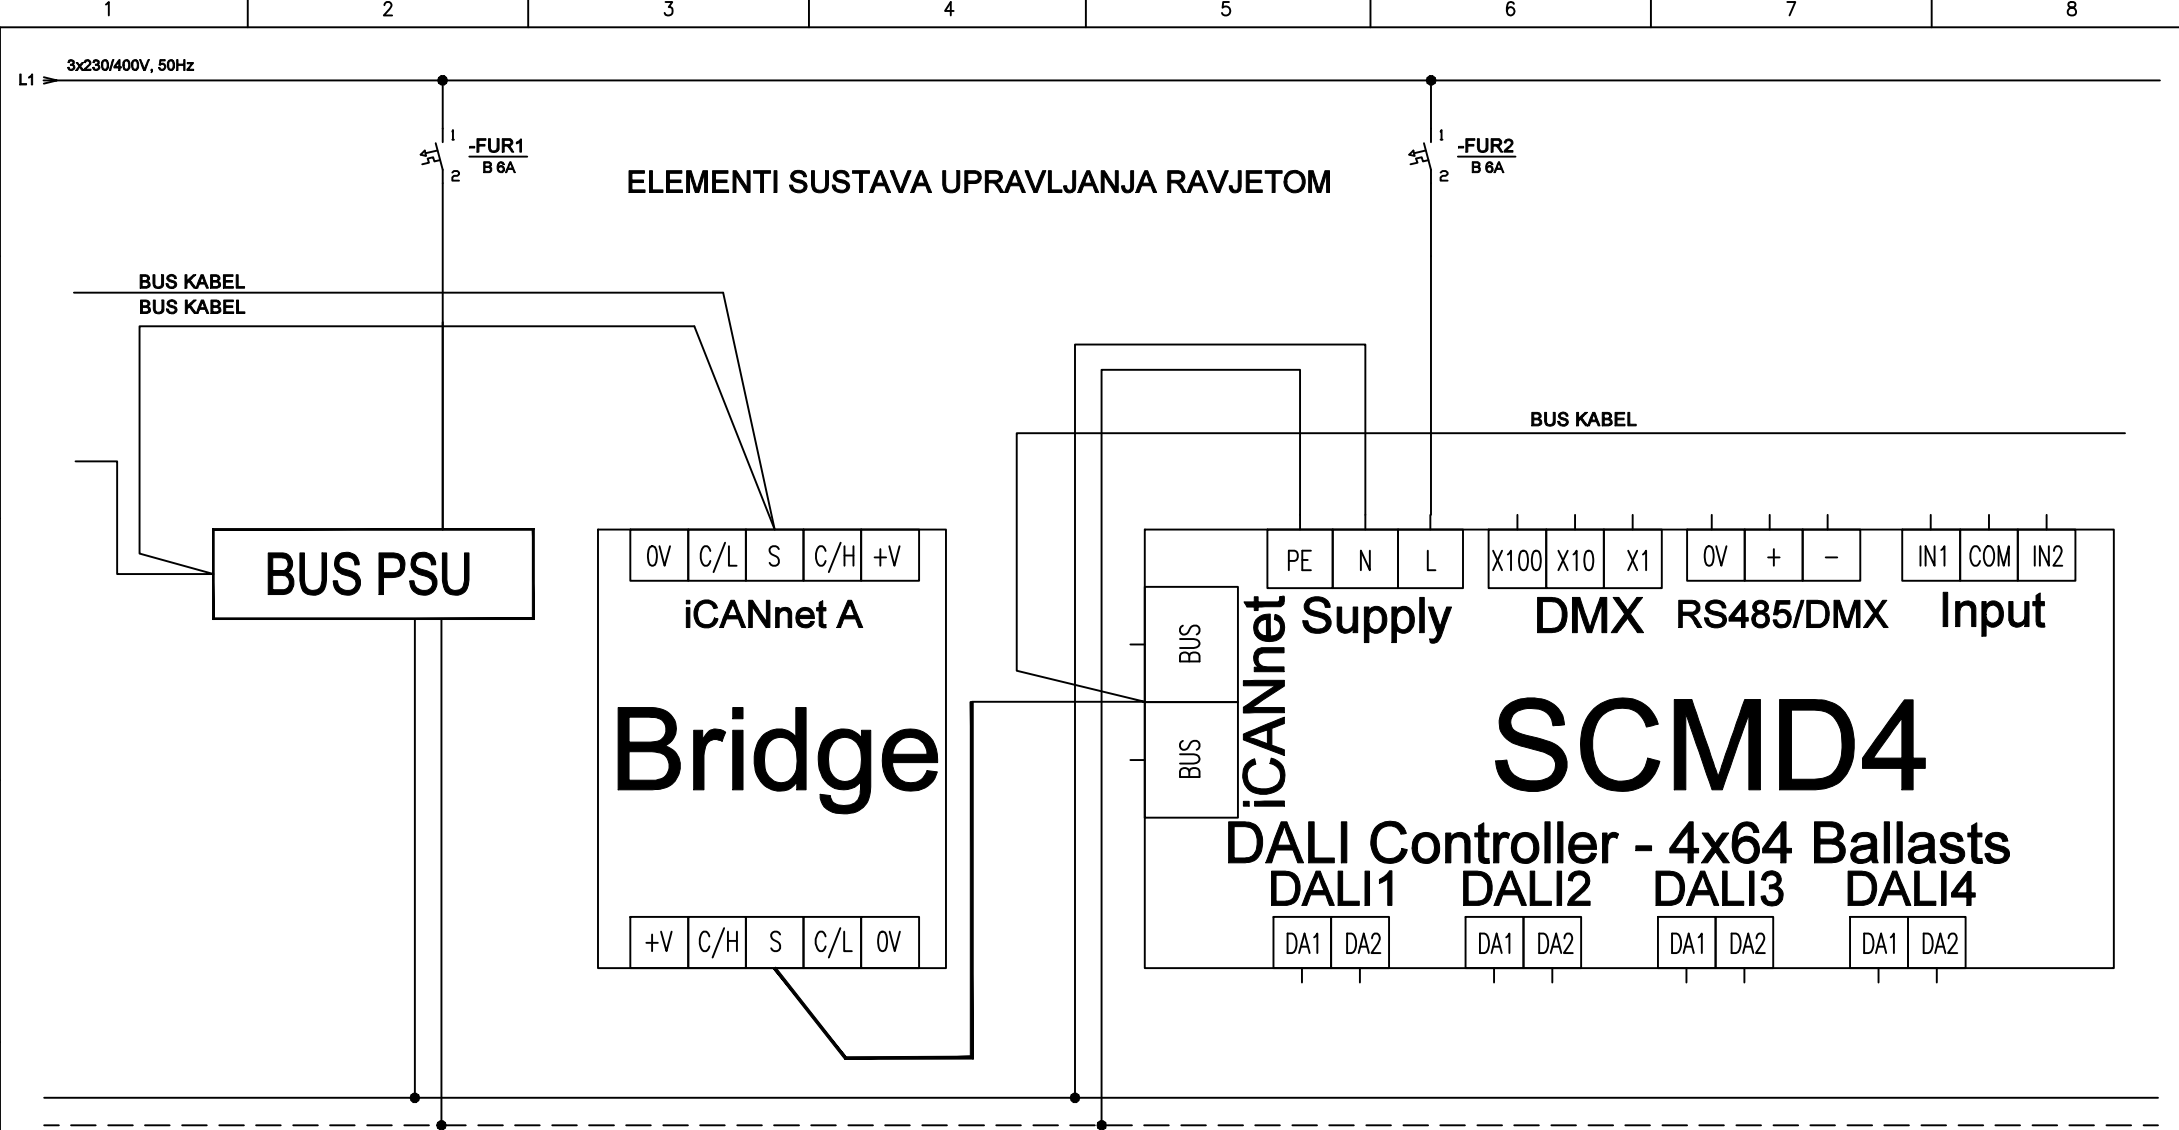 1 2 3 4 5 6 7 8
3x230/400V, 50Hz
L1
1
-FUR1
B 6A
2
1
-FUR2
B 6A
2
ELEMENTI SUSTAVA UPRAVLJANJA RAVJETOM
BUS KABEL
BUS KABEL
BUS KABEL
BUS PSU
0V C/L S C/H +V
iCANnet A
Bridge
+V C/H S C/L 0V
PE N L
Supply
X100 X10 X1
DMX
0V + -
RS485/DMX
IN1 COM IN2
Input
BUS
BUS
iCANnet
SCMD4
DALI Controller - 4x64 Ballasts
DALI1 DALI2 DALI3 DALI4
DA1 DA2 DA1 DA2 DA1 DA2 DA1 DA2